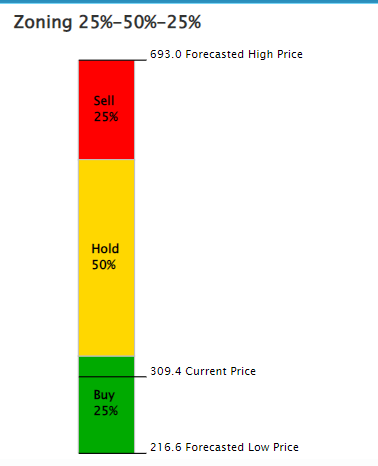 Zoning 25%-50%-25%
693.0 Forecasted High Price
Sell
25%
Hold
50%
309.4 Current Price
Buy
25%
216.6 Forecasted Low Price